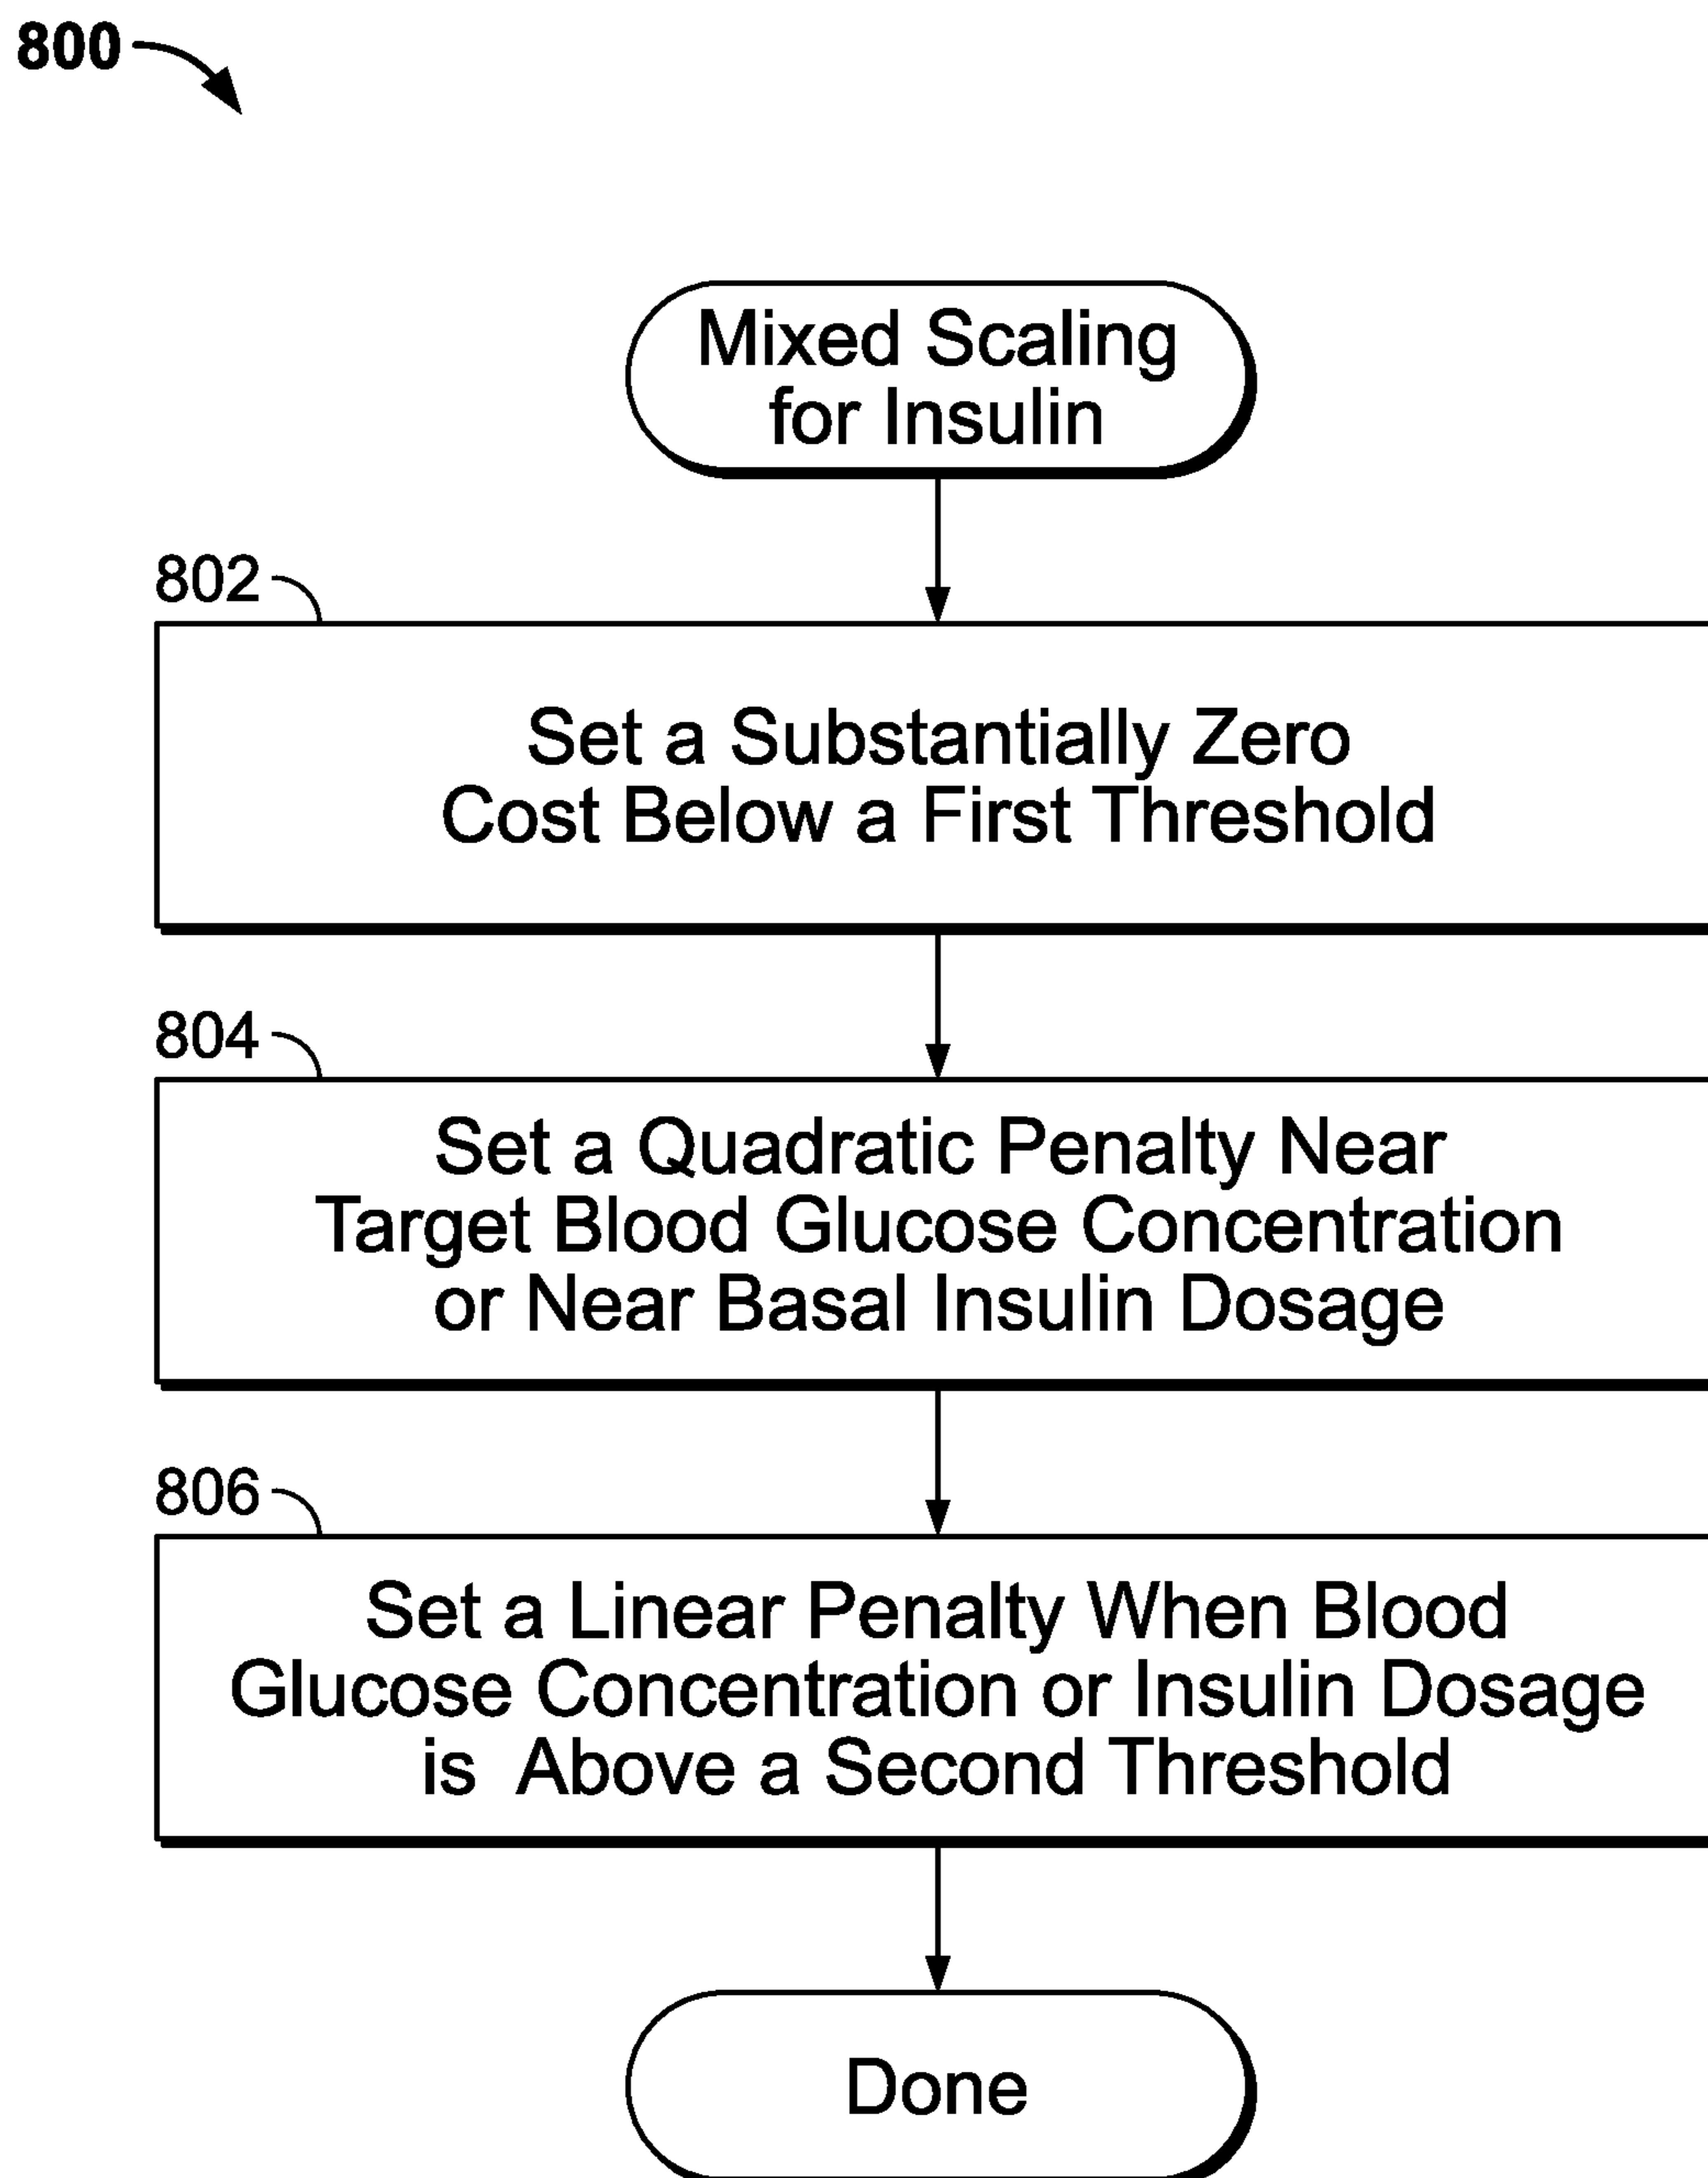 800
Mixed Scaling
for Insulin
802
Set a Substantially Zero
Cost Below a First Threshold
804
Set a Quadratic Penalty Near
Target Blood Glucose Concentration
or Near Basal Insulin Dosage
806
Set a Linear Penalty When Blood
Glucose Concentration or Insulin Dosage
is Above a Second Threshold
Done